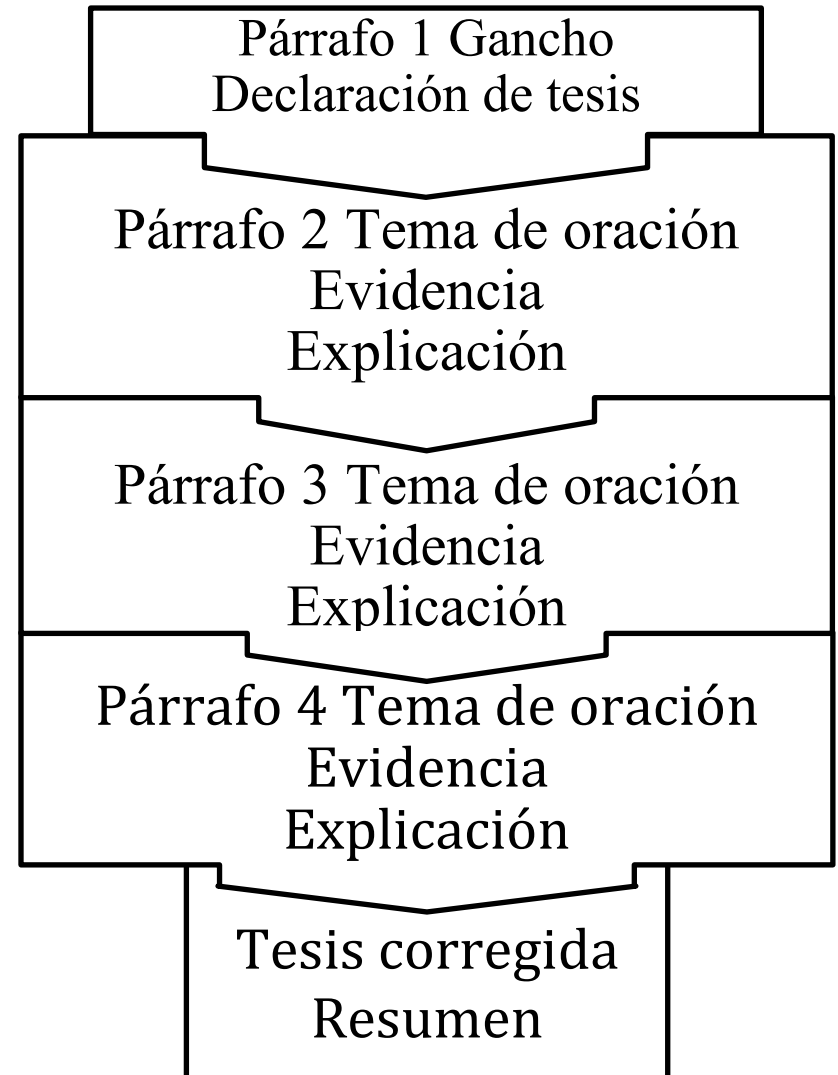 Párrafo 1 Gancho
Declaración de tesis
Párrafo 2 Tema de oración
Evidencia
Explicación
Párrafo 3 Tema de oración
Evidencia
Explicación
Párrafo 4 Tema de oración
Evidencia
Explicación
Tesis corregida
Resumen